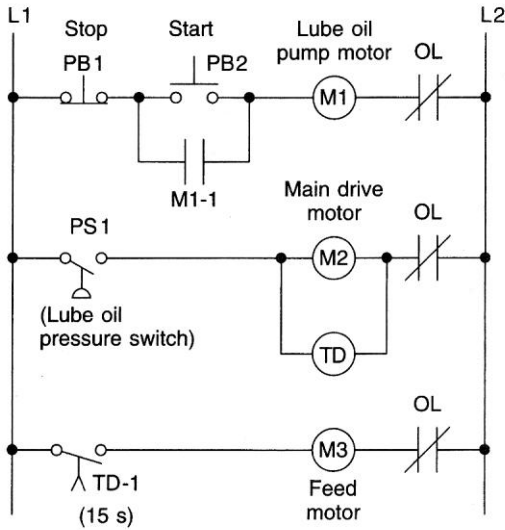 L1
L2
Stop
Start
Lube oil
pump motor
OL
PB1
PB2
M1
M1-1
Main drive
motor
OL
PS1
M2
(Lube oil
pressure switch)
TD
OL
M3
TD-1
Feed
motor
(15 s)